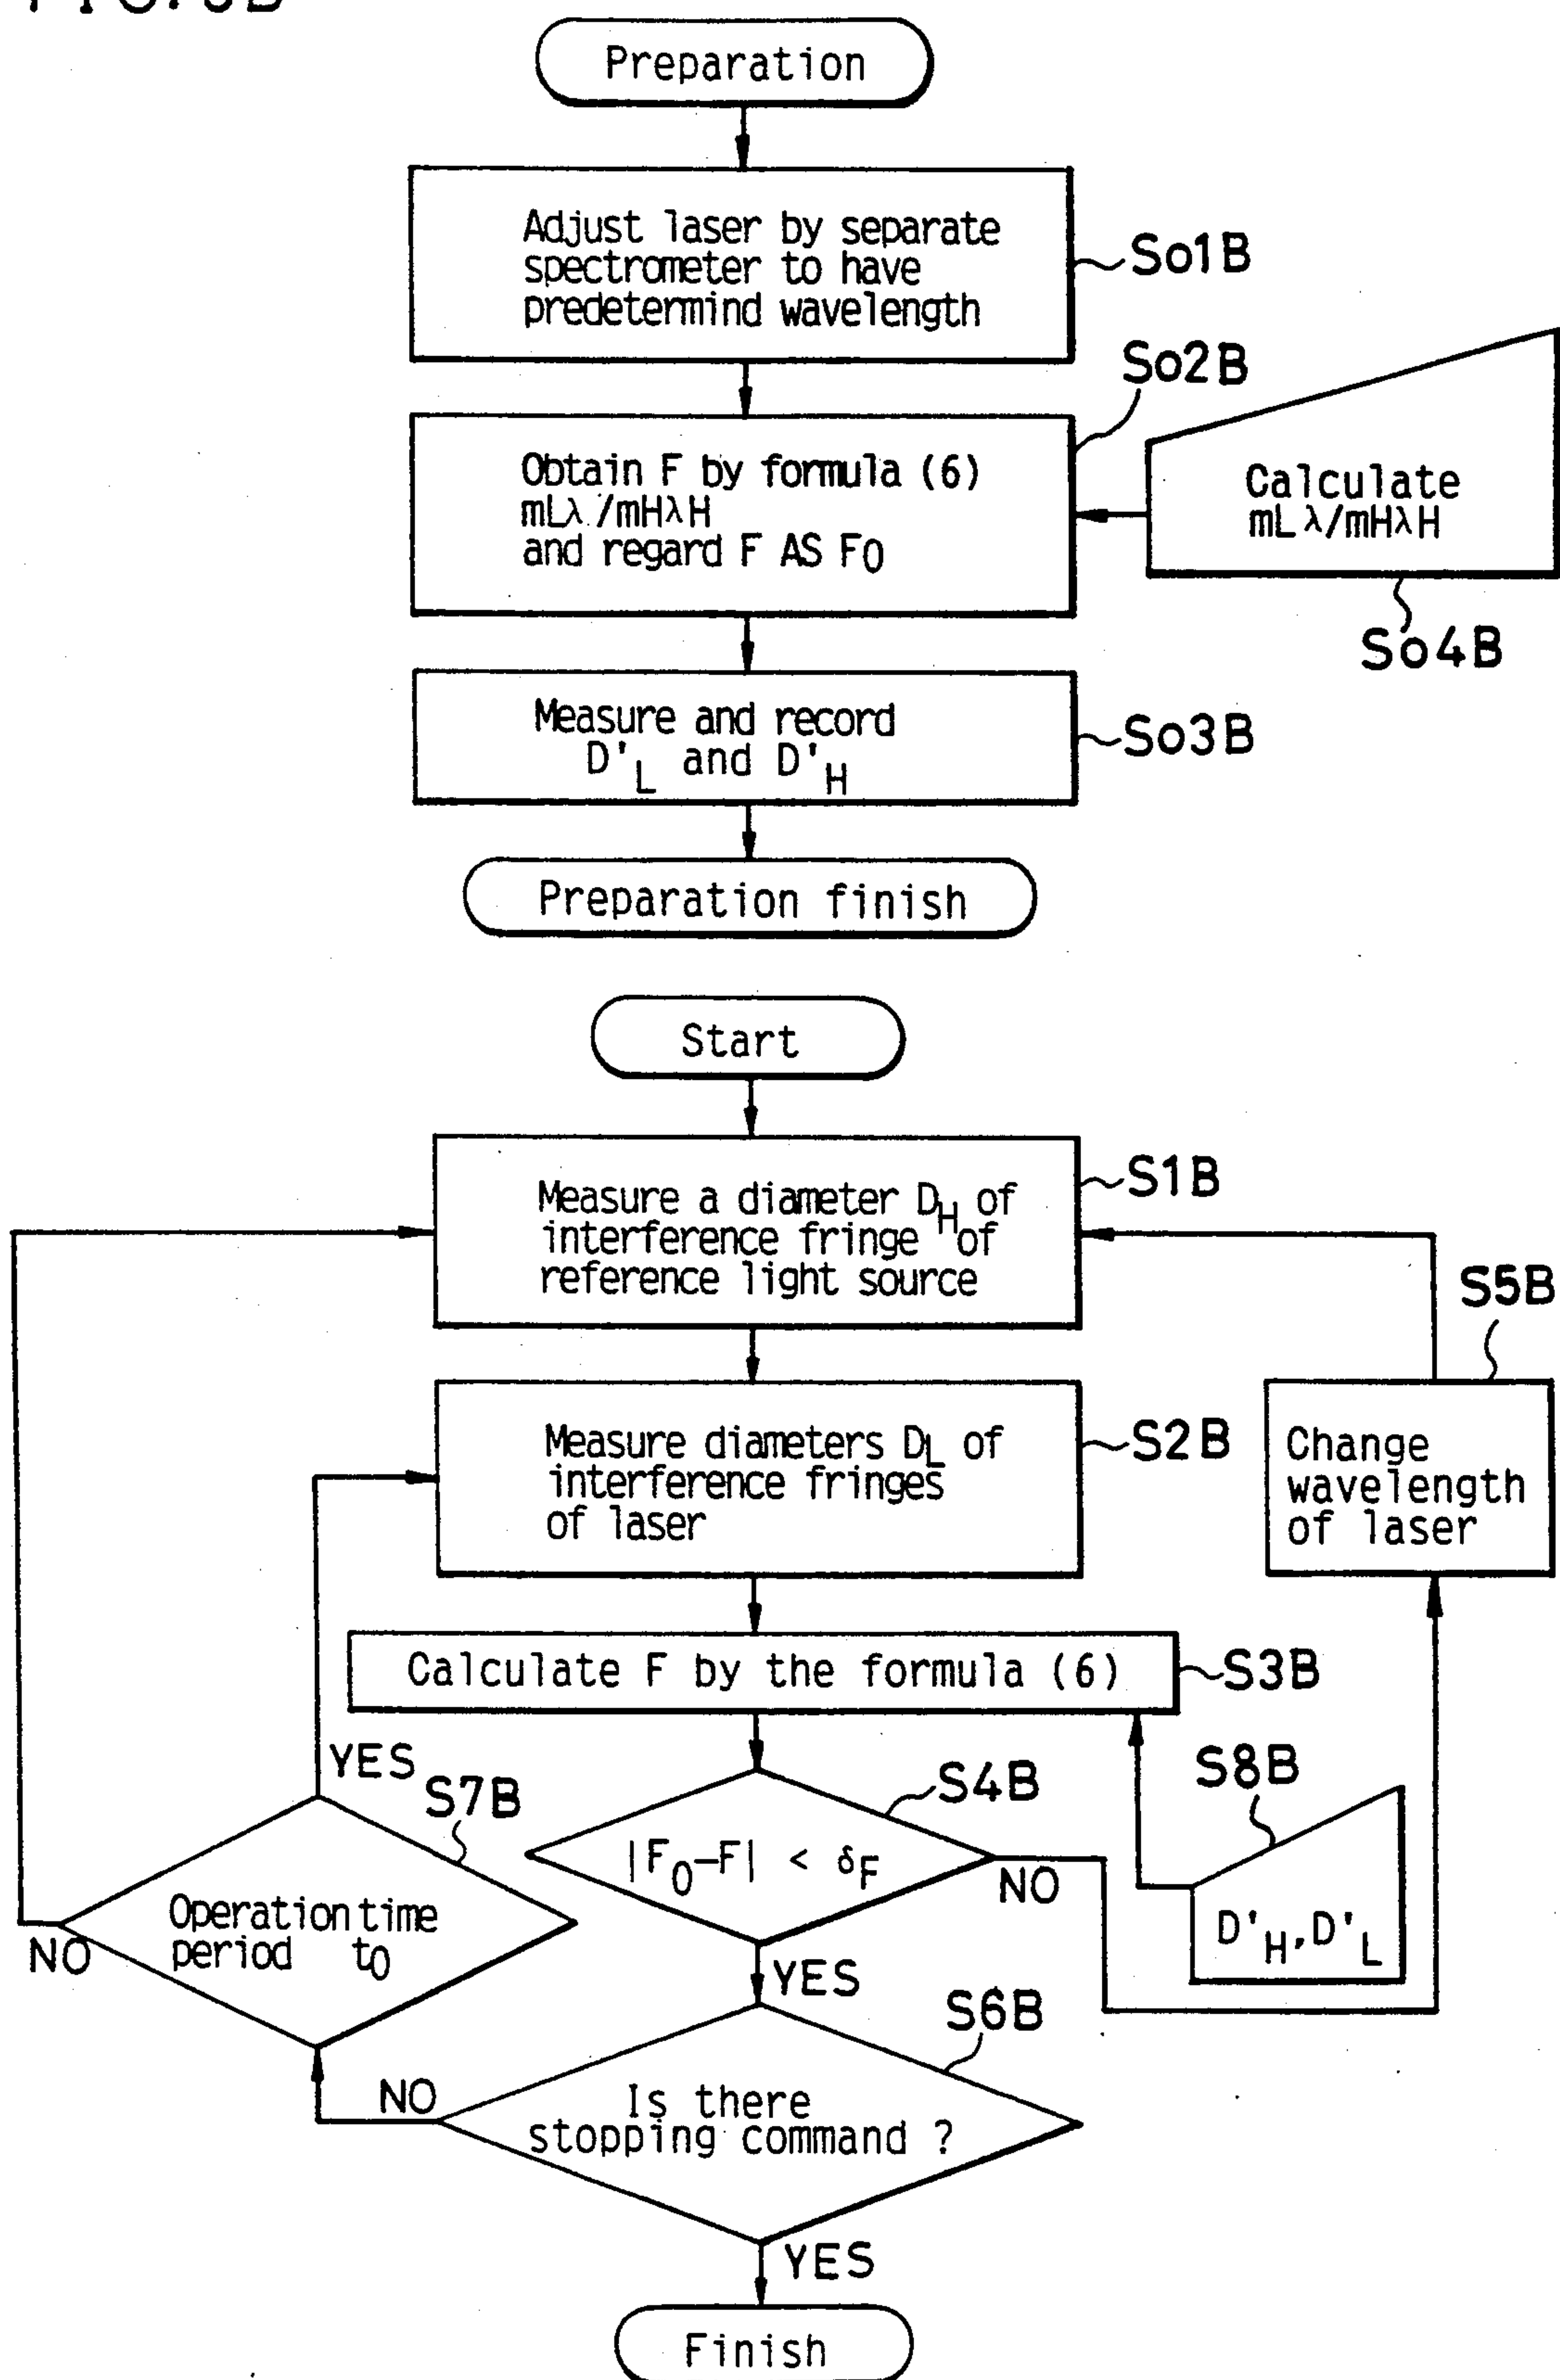 Preparation
Adjust laser by separate
spectrometer to have
predetermind wavelength
So1B
So2B
Obtain F by formula (6)
mLλ/mHλH
and regard F AS F0
Calculate
mLλ/mHλH
So4B
Measure and record
D'L and D'H
So3B
Preparation finish
Start
Measure a diameter DH of
interference fringe of
reference light source
S1B
S5B
Measure diameters DL of
interference fringes
of laser
S2B
Change
wavelength
of laser
Calculate F by the formula (6)
S3B
YES
S7B
S4B
S8B
|F0-F| < δF
NO
Operation time
period t0
NO
D'H, D'L
YES
S6B
NO
Is there
stopping command ?
YES
Finish